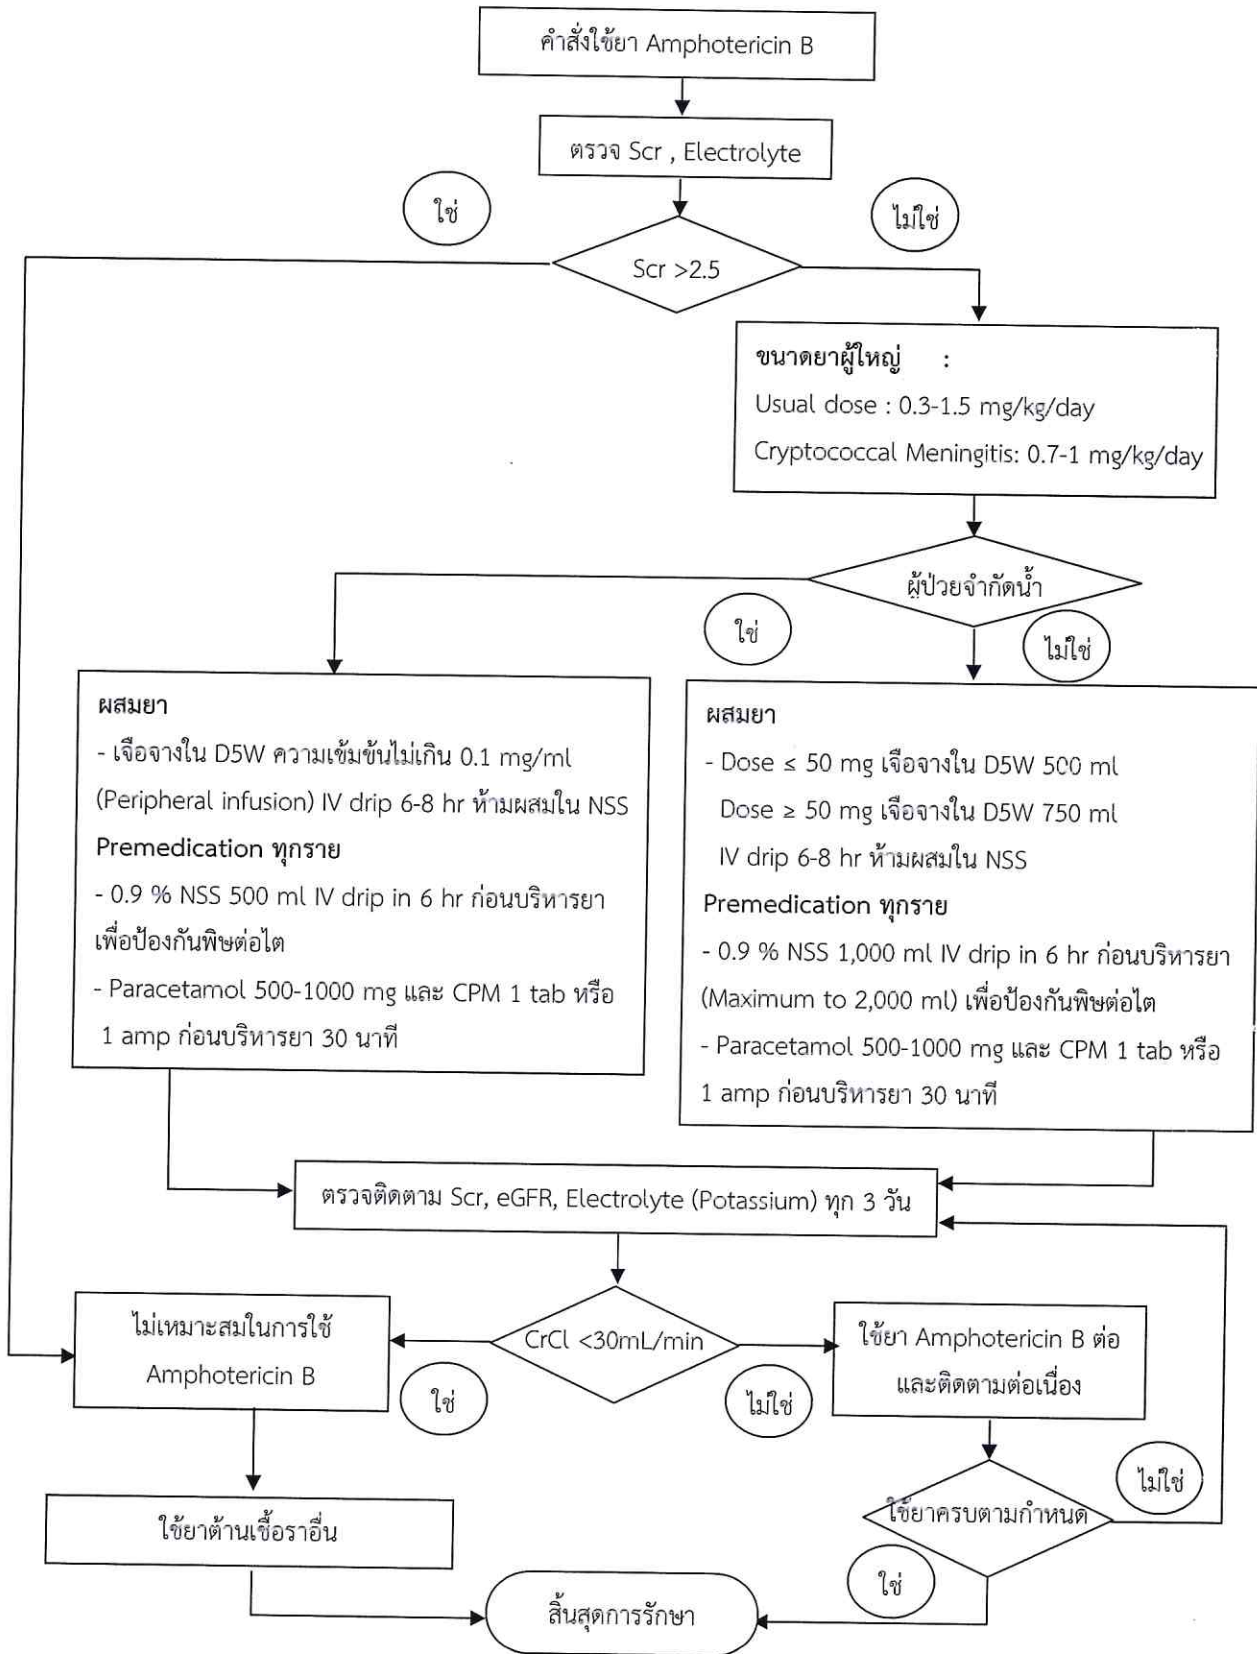 คำสั่งใช้ยา Amphotericin B
ตรวจ Scr , Electrolyte
ใช่
ไม่ใช่
Scr >2.5
ขนาดยาผู้ใหญ่ :
Usual dose : 0.3-1.5 mg/kg/day
Cryptococcal Meningitis: 0.7-1 mg/kg/day
ผู้ป่วยจำกัดน้ำ
ใช่
ไม่ใช่
ผสมยา
- เจือจางใน D5W ความเข้มข้นไม่เกิน 0.1 mg/ml
(Peripheral infusion) IV drip 6-8 hr ห้ามผสมใน NSS
Premedication ทุกราย
- 0.9 % NSS 500 ml IV drip in 6 hr ก่อนบริหารยา
เพื่อป้องกันพิษต่อไต
- Paracetamol 500-1000 mg และ CPM 1 tab หรือ
1 amp ก่อนบริหารยา 30 นาที
ผสมยา
- Dose ≤ 50 mg เจือจางใน D5W 500 ml
Dose ≥ 50 mg เจือจางใน D5W 750 ml
IV drip 6-8 hr ห้ามผสมใน NSS
Premedication ทุกราย
- 0.9 % NSS 1,000 ml IV drip in 6 hr ก่อนบริหารยา
(Maximum to 2,000 ml) เพื่อป้องกันพิษต่อไต
- Paracetamol 500-1000 mg และ CPM 1 tab หรือ
1 amp ก่อนบริหารยา 30 นาที
ตรวจติดตาม Scr, eGFR, Electrolyte (Potassium) ทุก 3 วัน
ไม่เหมาะสมในการใช้
Amphotericin B
CrCl <30mL/min
ใช้ยา Amphotericin B ต่อ
และติดตามต่อเนื่อง
ใช่
ไม่ใช่
ไม่ใช่
ใช้ยาต้านเชื้อราอื่น
ใช้ยาครบตามกำหนด
ใช่
สิ้นสุดการรักษา